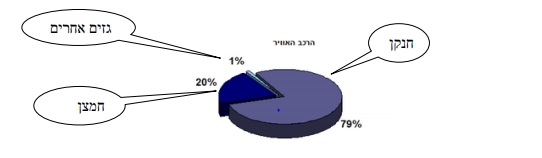 הרכב האוויר
גזים אחרים
חנקן
1%
20%
חמצן
79%